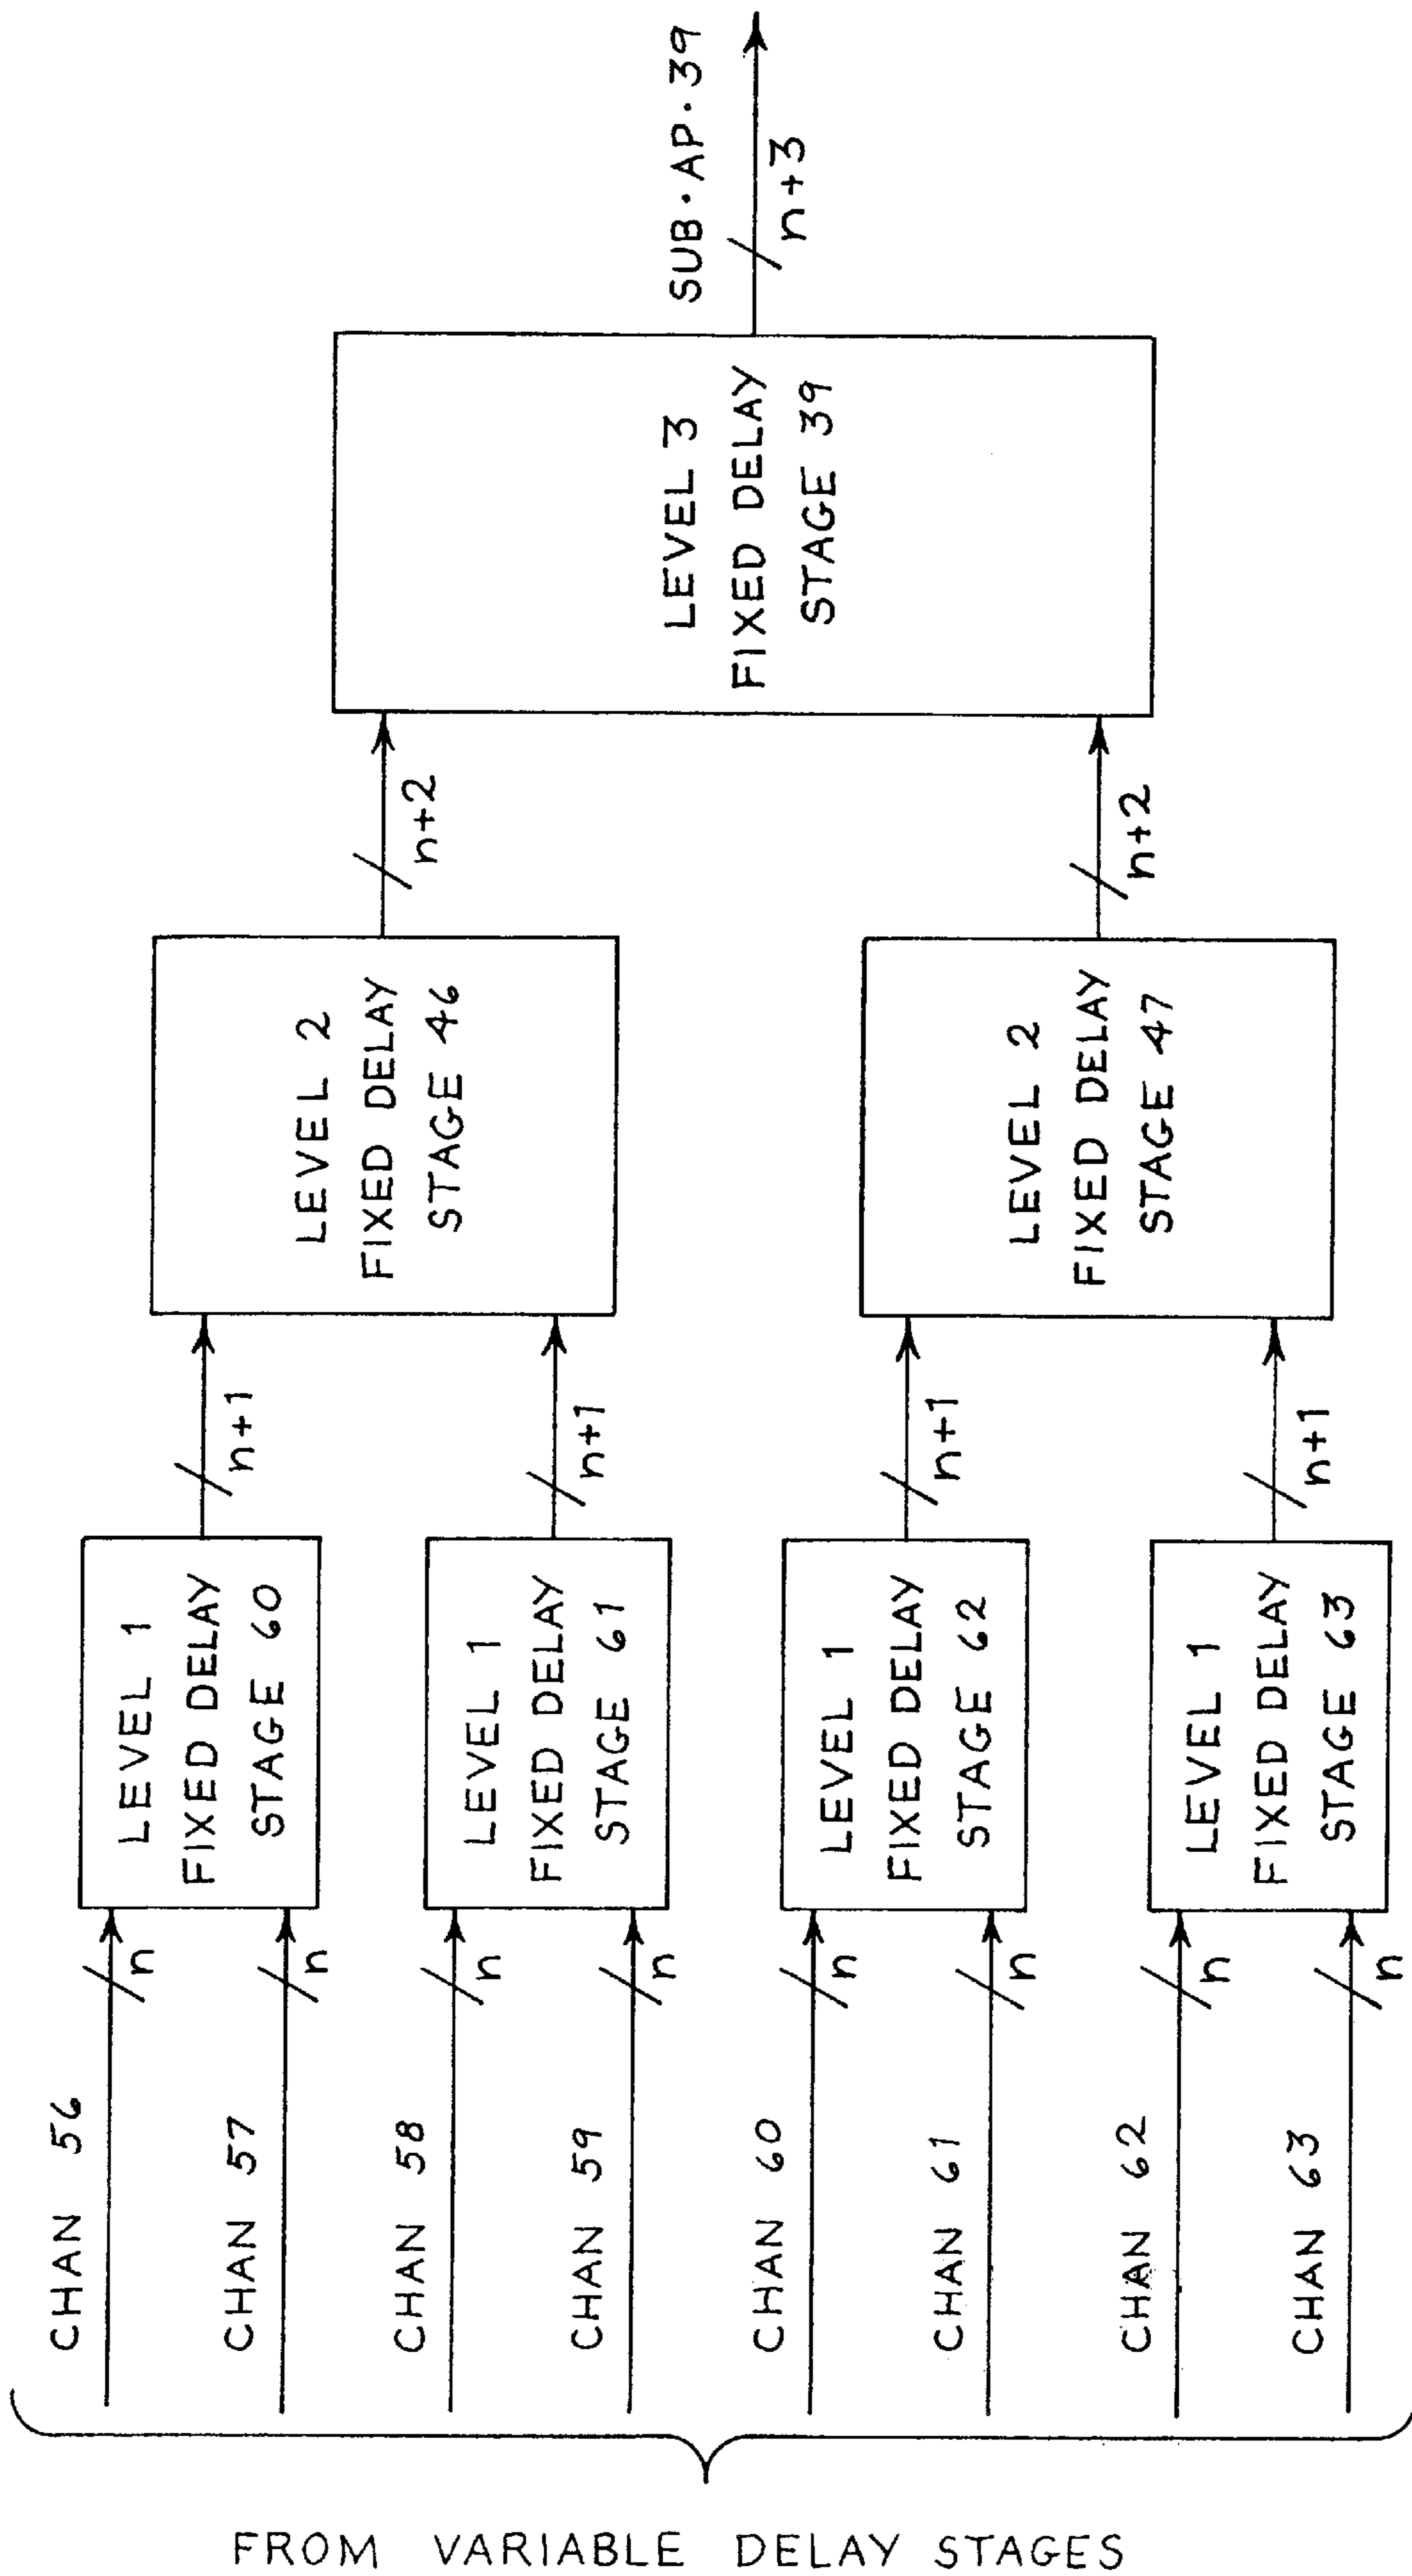 SUB·AP·39
n+3
LEVEL 3
FIXED DELAY
STAGE 39
n+2
n+2
LEVEL 2
FIXED DELAY
STAGE 46
LEVEL 2
FIXED DELAY
STAGE 47
n+1
n+1
n+1
n+1
LEVEL 1
FIXED DELAY
STAGE 60
LEVEL 1
FIXED DELAY
STAGE 61
LEVEL 1
FIXED DELAY
STAGE 62
LEVEL 1
FIXED DELAY
STAGE 63
n
n
n
n
n
n
n
n
CHAN 56
CHAN 57
CHAN 58
CHAN 59
CHAN 60
CHAN 61
CHAN 62
CHAN 63
FROM VARIABLE DELAY STAGES